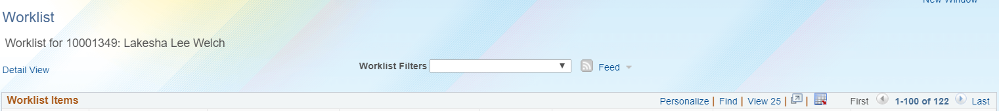 New Window
Worklist
Worklist for 10001349: Lakesha Lee Welch
Detail View
Worklist Filters
Feed
Worklist Items
Personalize | Find | View 25 | | First 1-100 of 122 Last